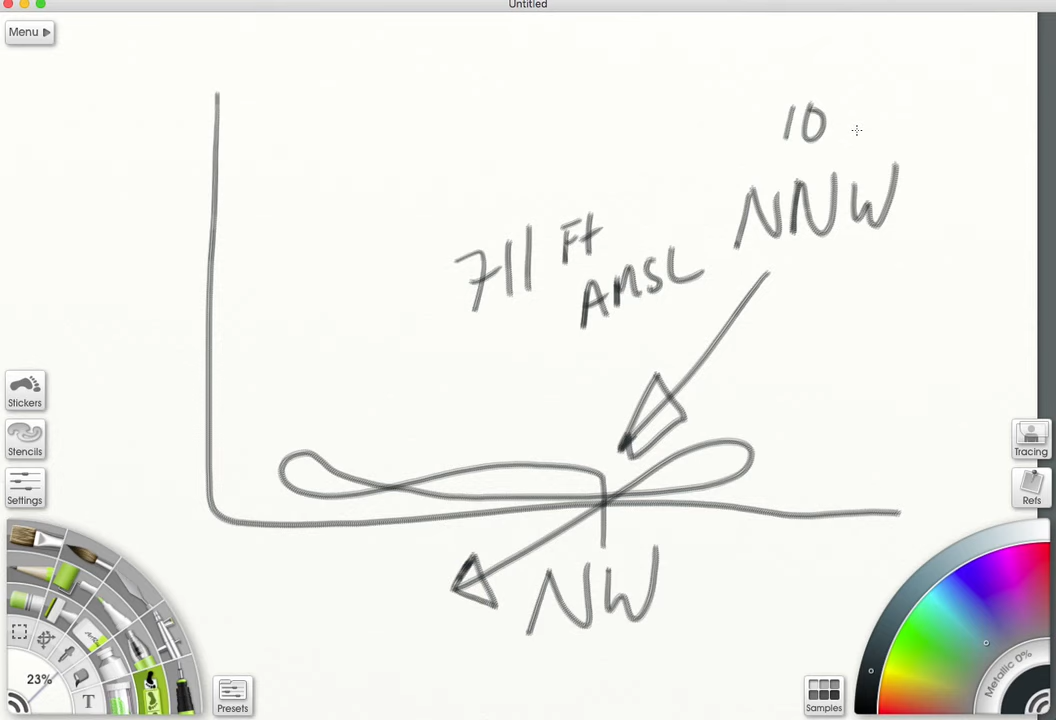 Untitled
Menu
10
NNW
711 Ft
AMSL
NW
Stickers
Stencils
Settings
Tracing
Refs
23%
T
Presets
Samples
Metallic 0%